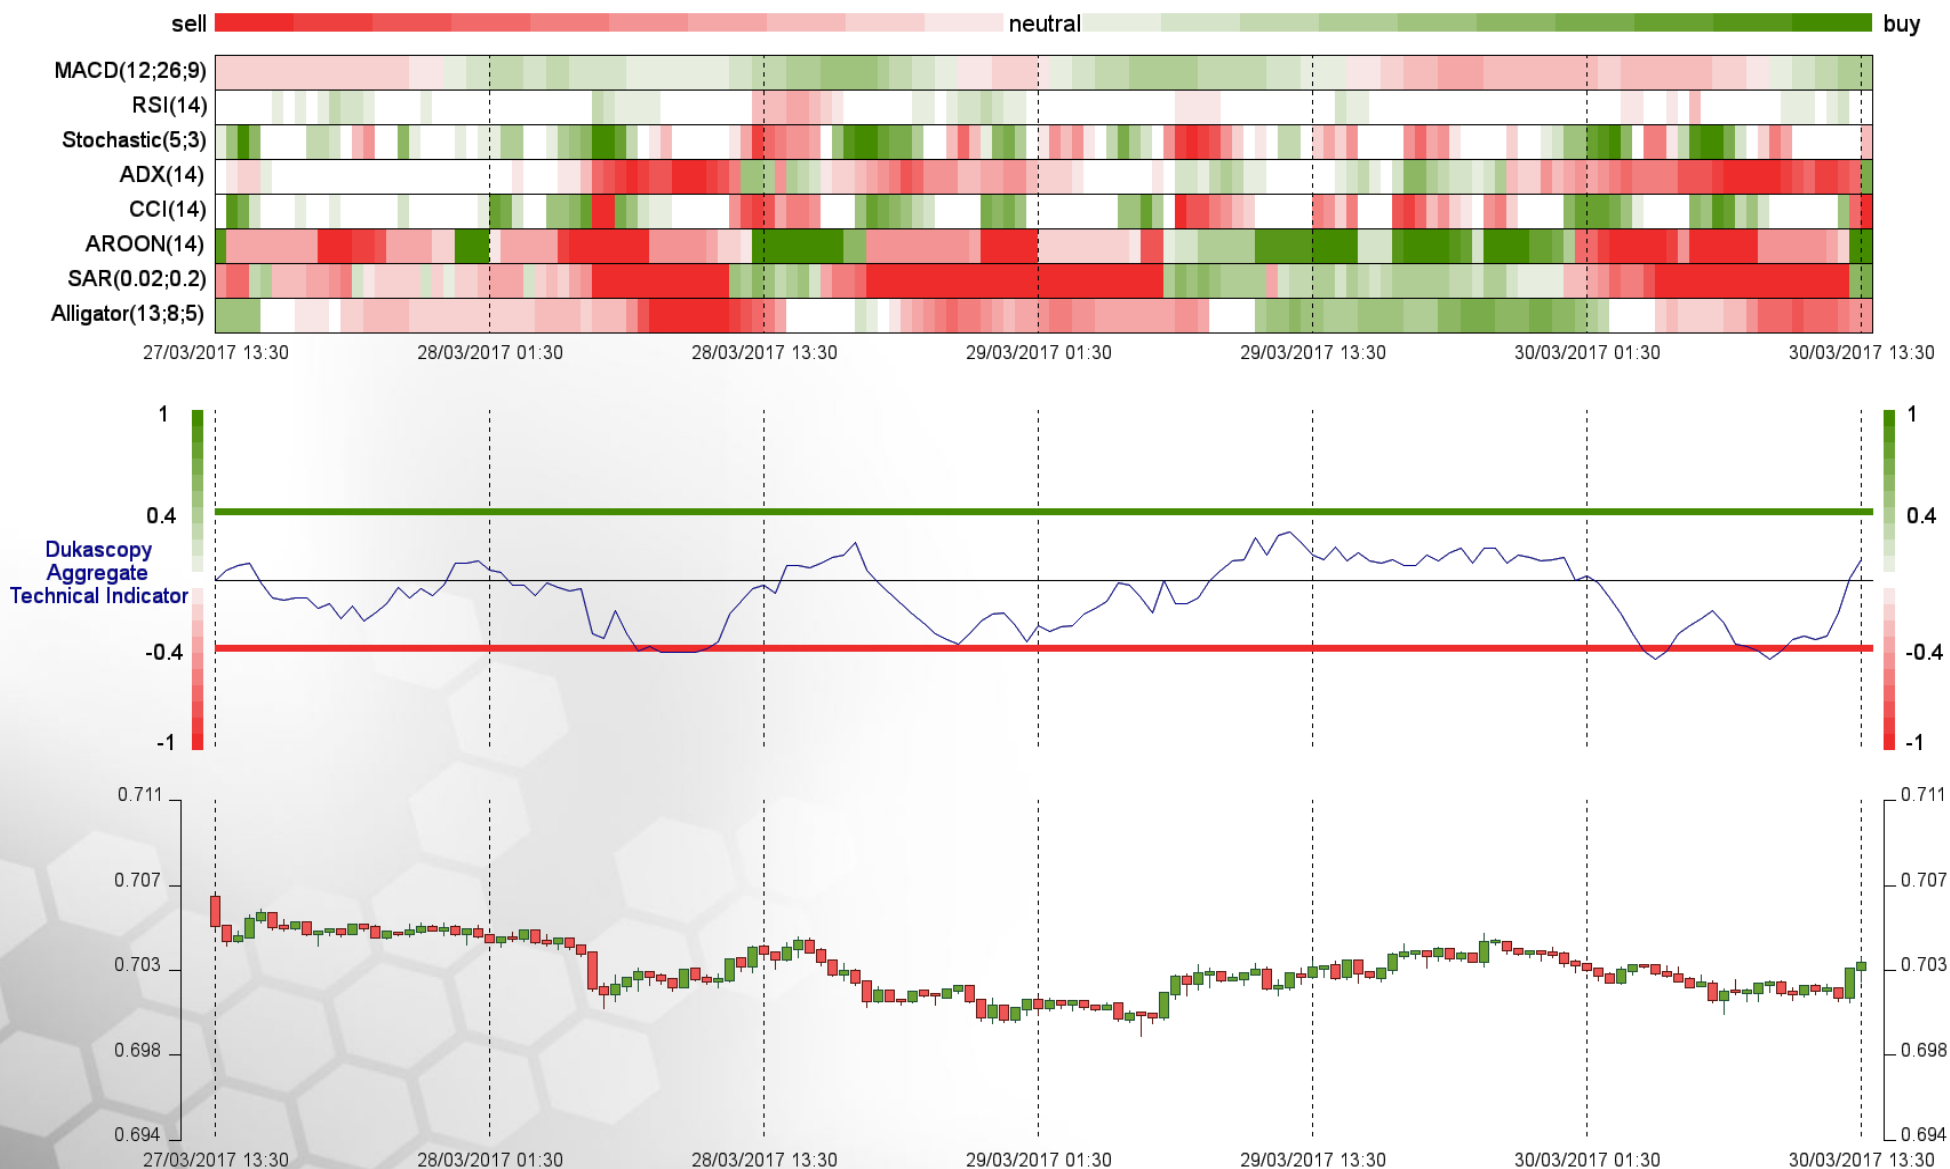 sell neutral buy
MACD(12;26;9)
RSI(14)
Stochastic(5;3)
ADX(14)
CCI(14)
AROON(14)
SAR(0.02;0.2)
Alligator(13;8;5)
27/03/2017 13:30 28/03/2017 01:30 28/03/2017 13:30 29/03/2017 01:30 29/03/2017 13:30 30/03/2017 01:30 30/03/2017 13:30
1 1
0.4 0.4
Dukascopy
Aggregate
Technical Indicator
-0.4 -0.4
-1 -1
0.711 0.711
0.707 0.707
0.703 0.703
0.698 0.698
0.694 0.694
27/03/2017 13:30 28/03/2017 01:30 28/03/2017 13:30 29/03/2017 01:30 29/03/2017 13:30 30/03/2017 01:30 30/03/2017 13:30